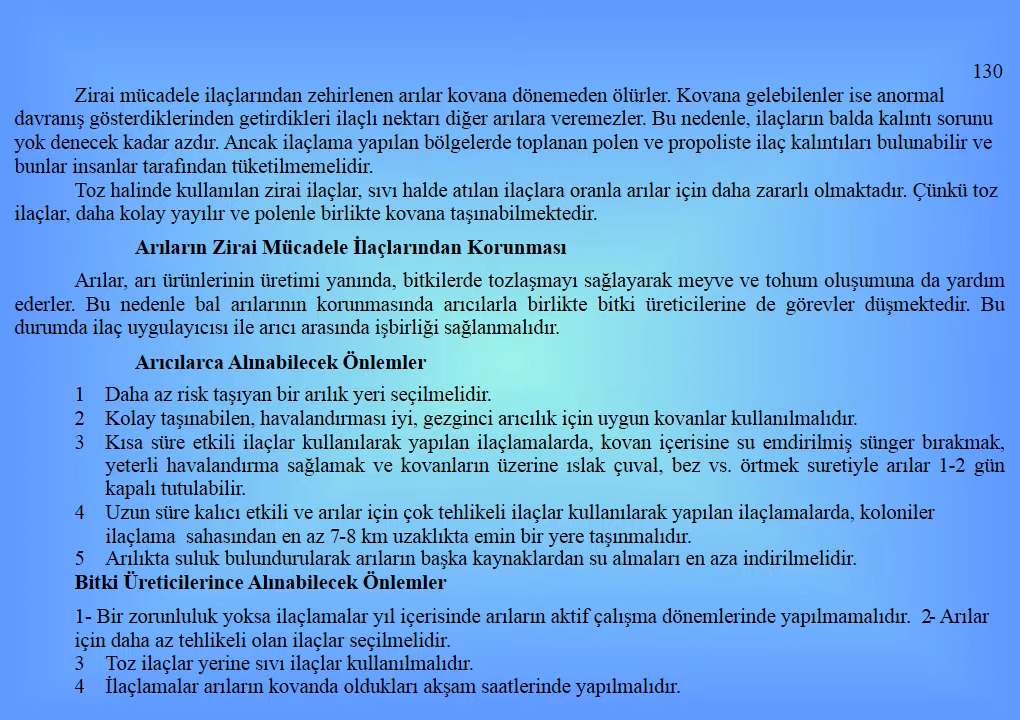 130
Zirai mücadele ilaçlarından zehirlenen arılar kovana dönemeden ölürler. Kovana gelebilenler ise anormal
davranış gösterdiklerinden getirdikleri ilaçlı nektarı diğer arılara veremezler. Bu nedenle, ilaçların balda kalıntı sorunu
yok denecek kadar azdır. Ancak ilaçlama yapılan bölgelerde toplanan polen ve propoliste ilaç kalıntıları bulunabilir ve
bunlar insanlar tarafından tüketilmemelidir.
Toz halinde kullanılan zirai ilaçlar, sıvı halde atılan ilaçlara oranla arılar için daha zararlı olmaktadır. Çünkü toz
ilaçlar, daha kolay yayılır ve polenle birlikte kovana taşınabilmektedir.
Arıların Zirai Mücadele İlaçlarından Korunması
Arılar, arı ürünlerinin üretimi yanında, bitkilerde tozlaşmayı sağlayarak meyve ve tohum oluşumuna da yardım
ederler. Bu nedenle bal arılarının korunmasında arıcılarla birlikte bitki üreticilerine de görevler düşmektedir. Bu
durumda ilaç uygulayıcısı ile arıcı arasında işbirliği sağlanmalıdır.
Arıcılarca Alınabilecek Önlemler
1 Daha az risk taşıyan bir arılık yeri seçilmelidir.
2 Kolay taşınabilen, havalandırması iyi, gezginci arıcılık için uygun kovanlar kullanılmalıdır.
3 Kısa süre etkili ilaçlar kullanılarak yapılan ilaçlamalarda, kovan içerisine su emdirilmiş sünger bırakmak,
yeterli havalandırma sağlamak ve kovanların üzerine ıslak çuval, bez vs. örtmek suretiyle arılar 1-2 gün
kapalı tutulabilir.
4 Uzun süre kalıcı etkili ve arılar için çok tehlikeli ilaçlar kullanılarak yapılan ilaçlamalarda, koloniler
ilaçlama sahasından en az 7-8 km uzaklıkta emin bir yere taşınmalıdır.
5 Arılıkta suluk bulundurularak arıların başka kaynaklardan su almaları en aza indirilmelidir.
Bitki Üreticilerince Alınabilecek Önlemler
1- Bir zorunluluk yoksa ilaçlamalar yıl içerisinde arıların aktif çalışma dönemlerinde yapılmamalıdır. 2- Arılar
için daha az tehlikeli olan ilaçlar seçilmelidir.
3 Toz ilaçlar yerine sıvı ilaçlar kullanılmalıdır.
4 İlaçlamalar arıların kovanda oldukları akşam saatlerinde yapılmalıdır.